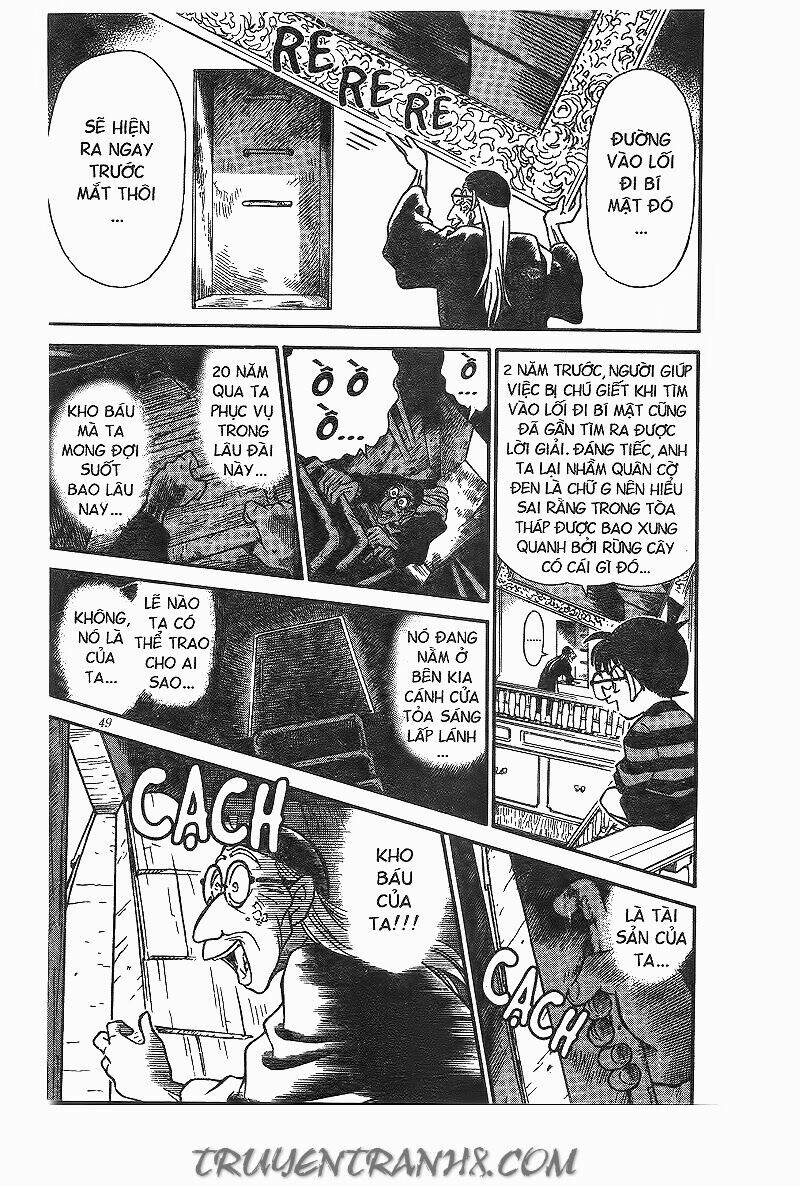 RÈ
RÈ
RÈ
RÈ
ĐƯỜNG
VÀO LỐI
ĐI BÍ
MẬT ĐÓ
...
SẼ HIỆN
RA NGAY
TRƯỚC
MẮT THÔI
...
2 NĂM TRƯỚC, NGƯỜI GIÚP
VIỆC BỊ CHÚ GIẾT KHI TÌM
VÀO LỐI ĐI BÍ MẬT CŨNG
ĐÃ GẦN TÌM RA ĐƯỢC
LỜI GIẢI. ĐÁNG TIẾC, ANH
TA LẠI NHẦM QUÂN CỜ
ĐEN LÀ CHỮ G NÊN HIỂU
SAI RẰNG TRONG TÒA
THÁP ĐƯỢC BAO XUNG
QUANH BỞI RỪNG CÂY
CÓ CÁI GÌ ĐÓ...
......
Ồ
Ồ
Ồ...
Ồ
...
20 NĂM
QUA TA
PHỤC VỤ
TRONG
LÂU ĐÀI
NÀY...
KHO BÁU
MÀ TA
MONG ĐỢI
SUỐT
BAO LÂU
NAY...
NÓ ĐANG
NẰM Ở
BÊN KIA
CÁNH CỬA
TỎA SÁNG
LẤP LÁNH
...
LẼ NÀO
TA CÓ
THỂ TRAO
CHO AI
SAO...
KHÔNG,
NÓ LÀ
CỦA
TA...
49
LÀ TÀI
SẢN CỦA
TA...
CẠCH
KHO
BÁU
CỦA
TA!!!
CẠCH
TRUYENTRANH8.COM